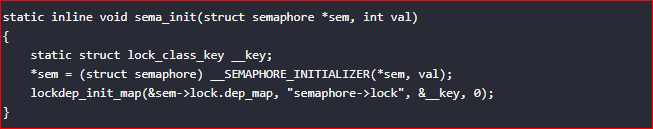 static inline void sema_init(struct semaphore *sem, int val)
{
    static struct lock_class_key __key;
    *sem = (struct semaphore) __SEMAPHORE_INITIALIZER(*sem, val);
    lockdep_init_map(&sem->lock.dep_map, "semaphore->lock", &__key, 0);
}